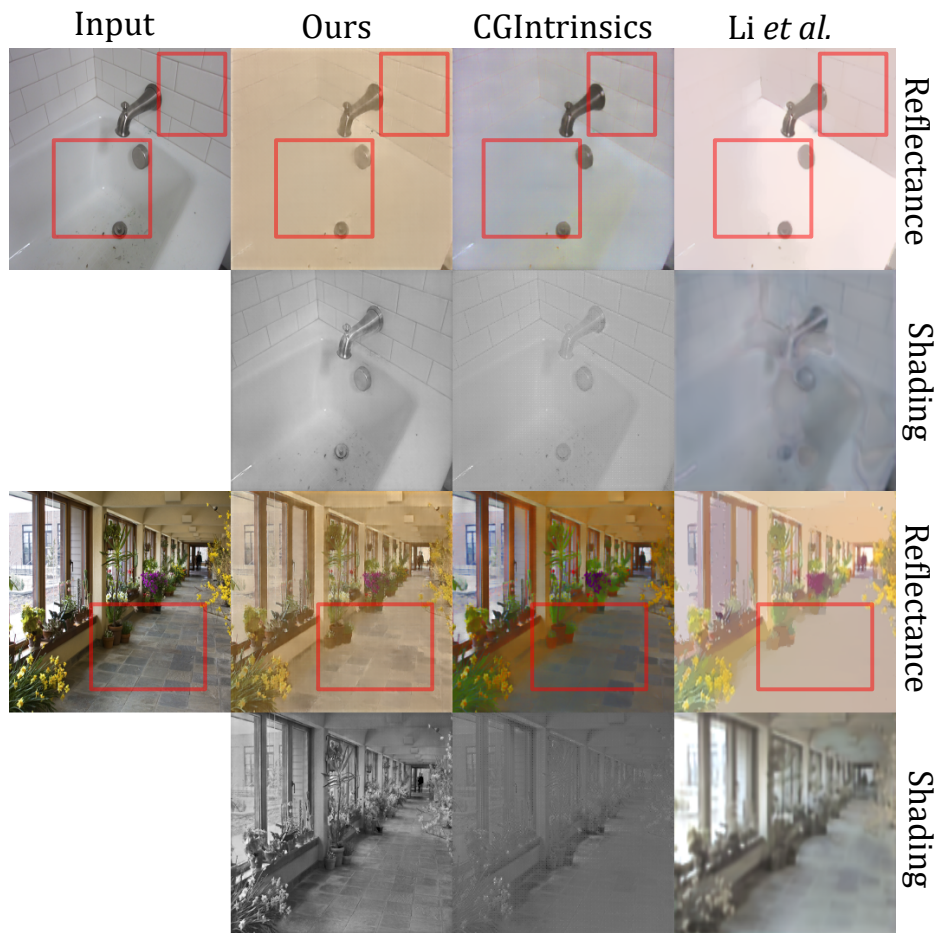 Input Ours CGIntrinsics Li et al.
Reflectance
Shading
Reflectance
Shading